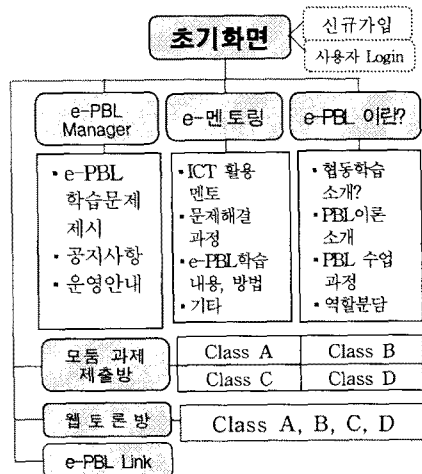 초기화면
신규가입
사용자 Login
e-PBL
Manager
e-멘토링
e-PBL 이란?
▪ e-PBL
학습문제
제시
▪ 공지사항
▪ 운영안내
▪ ICT 활용
멘토
▪ 문제해결
과정
▪ e-PBL학습
내용, 방법
▪ 기타
▪ 협동학습
소개?
▪ PBL이론
소개
▪ PBL 수업
과정
▪ 역할분담
모둠 과제
제출방
Class A
Class B
Class C
Class D
웹 토론 방
Class A, B, C, D
e-PBL Link